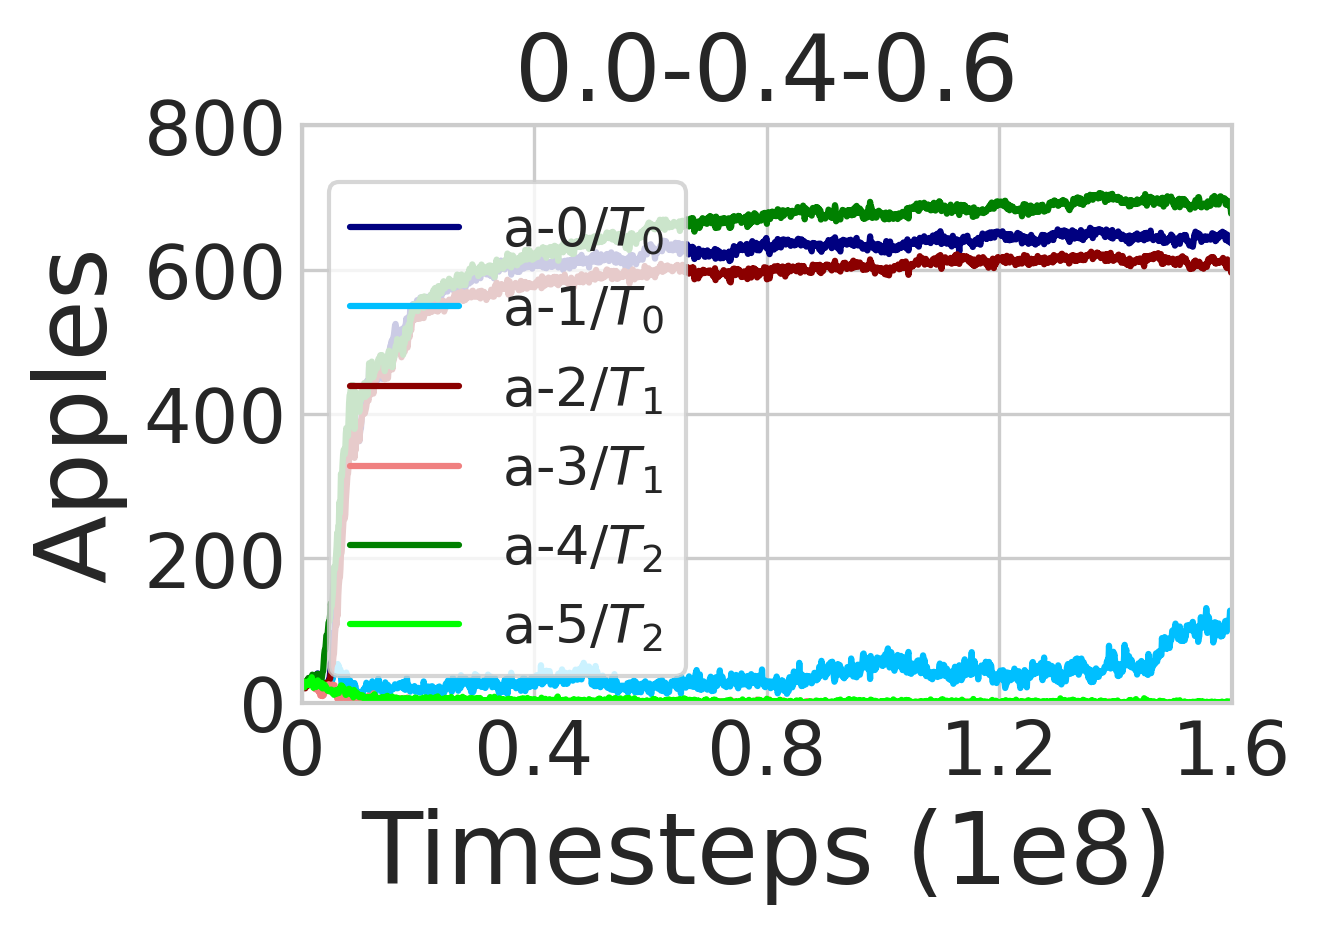 0.0-0.4-0.6
800
600
400
200
0
Apples
a-0/T₀
a-1/T₀
a-2/T₁
a-3/T₁
a-4/T₂
a-5/T₂
0 0.4 0.8 1.2 1.6
Timesteps (1e8)